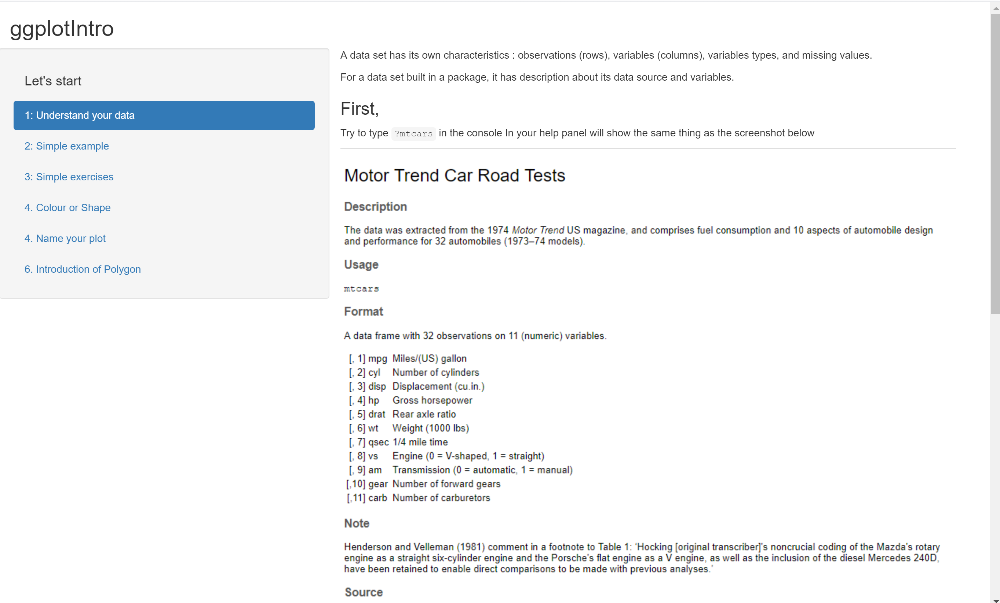 ggplotIntro
Let's start
1: Understand your data
2: Simple example
3: Simple exercises
4. Colour or Shape
4. Name your plot
6. Introduction of Polygon
A data set has its own characteristics : observations (rows), variables (columns), variables types, and missing values.
For a data set built in a package, it has description about its data source and variables.
First,
Try to type ?mtcars in the console In your help panel will show the same thing as the screenshot below
Motor Trend Car Road Tests
Description
The data was extracted from the 1974 Motor Trend US magazine, and comprises fuel consumption and 10 aspects of automobile design
and performance for 32 automobiles (1973–74 models).
Usage
mtcars
Format
A data frame with 32 observations on 11 (numeric) variables.
[, 1] mpg Miles/(US) gallon
[, 2] cyl Number of cylinders
[, 3] disp Displacement (cu.in.)
[, 4] hp Gross horsepower
[, 5] drat Rear axle ratio
[, 6] wt Weight (1000 lbs)
[, 7] qsec 1/4 mile time
[, 8] vs Engine (0 = V-shaped, 1 = straight)
[, 9] am Transmission (0 = automatic, 1 = manual)
[,10] gear Number of forward gears
[,11] carb Number of carburetors
Note
Henderson and Velleman (1981) comment in a footnote to Table 1: ‘Hocking [original transcriber]'s noncrucial coding of the Mazda's rotary
engine as a straight six-cylinder engine and the Porsche's flat engine as a V engine, as well as the inclusion of the diesel Mercedes 240D,
have been retained to enable direct comparisons to be made with previous analyses.’
Source